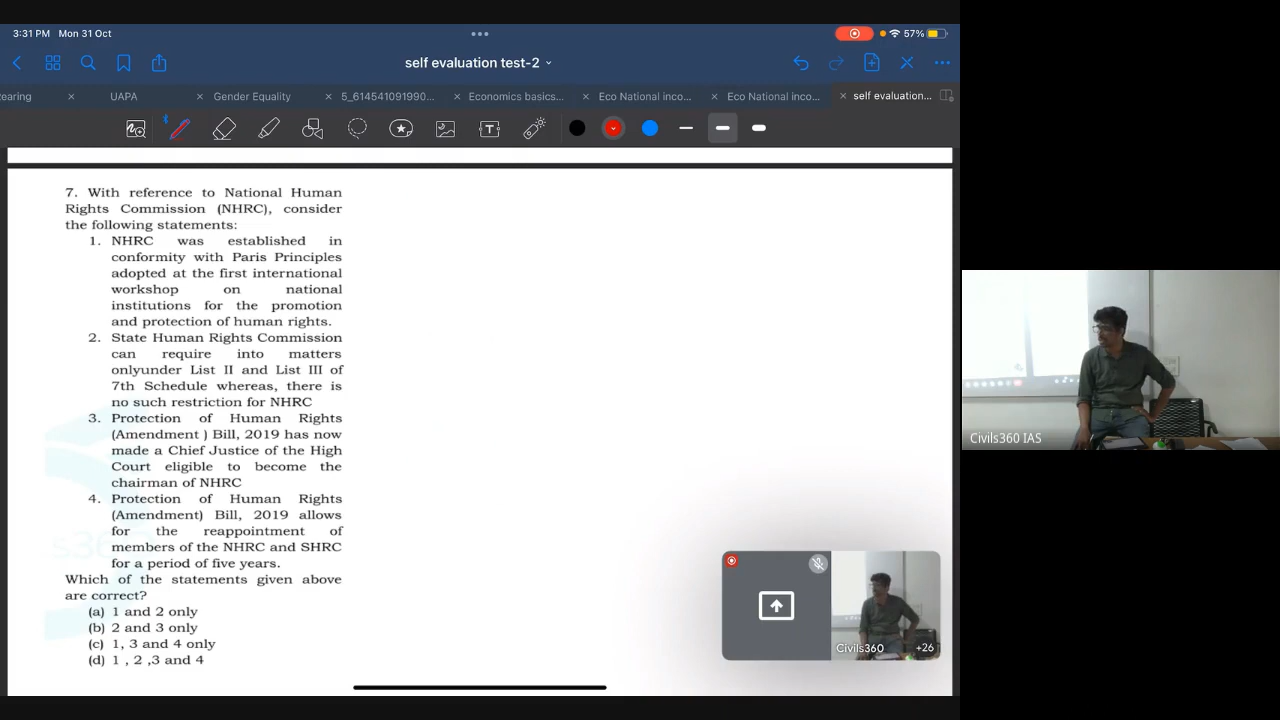 3:31 PM Mon 31 Oct
57%
self evaluation test-2
earing
UAPA
Gender Equality
5_614541091990...
Economics basics...
Eco National inco...
Eco National inco...
self evaluation...
7. With reference to National Human
Rights Commission (NHRC), consider
the following statements:
1. NHRC was established in
conformity with Paris Principles
adopted at the first international
workshop on national
institutions for the promotion
and protection of human rights.
2. State Human Rights Commission
can require into matters
onlyunder List II and List III of
7th Schedule whereas, there is
no such restriction for NHRC
3. Protection of Human Rights
(Amendment ) Bill, 2019 has now
made a Chief Justice of the High
Court eligible to become the
chairman of NHRC
4. Protection of Human Rights
(Amendment) Bill, 2019 allows
for the reappointment of
members of the NHRC and SHRC
for a period of five years.
Which of the statements given above
are correct?
(a) 1 and 2 only
(b) 2 and 3 only
(c) 1, 3 and 4 only
(d) 1 , 2 ,3 and 4
Civils360
+26
Civils360 IAS